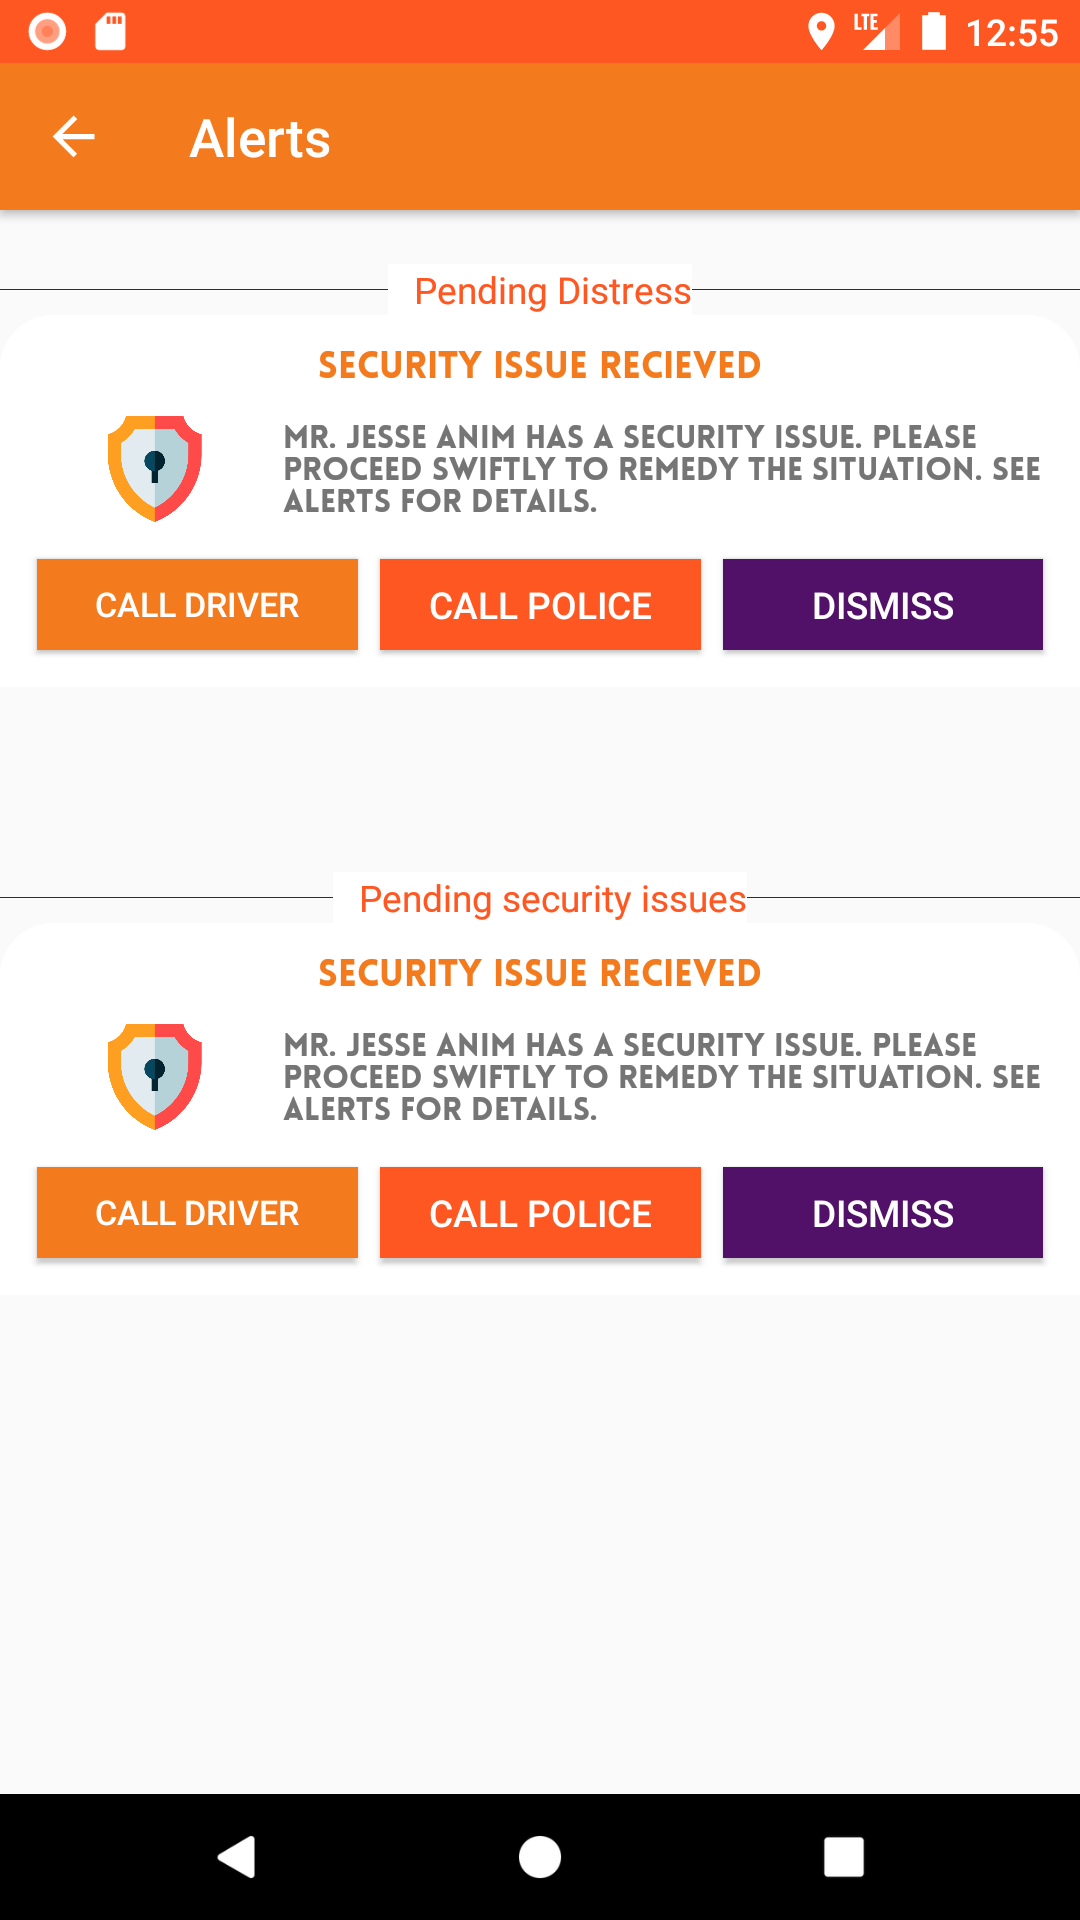 LTE 12:55
Alerts
Pending Distress
SECURITY ISSUE RECIEVED
MR. JESSE ANIM HAS A SECURITY ISSUE. PLEASE
PROCEED SWIFTLY TO REMEDY THE SITUATION. SEE
ALERTS FOR DETAILS.
CALL DRIVER CALL POLICE DISMISS
Pending security issues
SECURITY ISSUE RECIEVED
MR. JESSE ANIM HAS A SECURITY ISSUE. PLEASE
PROCEED SWIFTLY TO REMEDY THE SITUATION. SEE
ALERTS FOR DETAILS.
CALL DRIVER CALL POLICE DISMISS